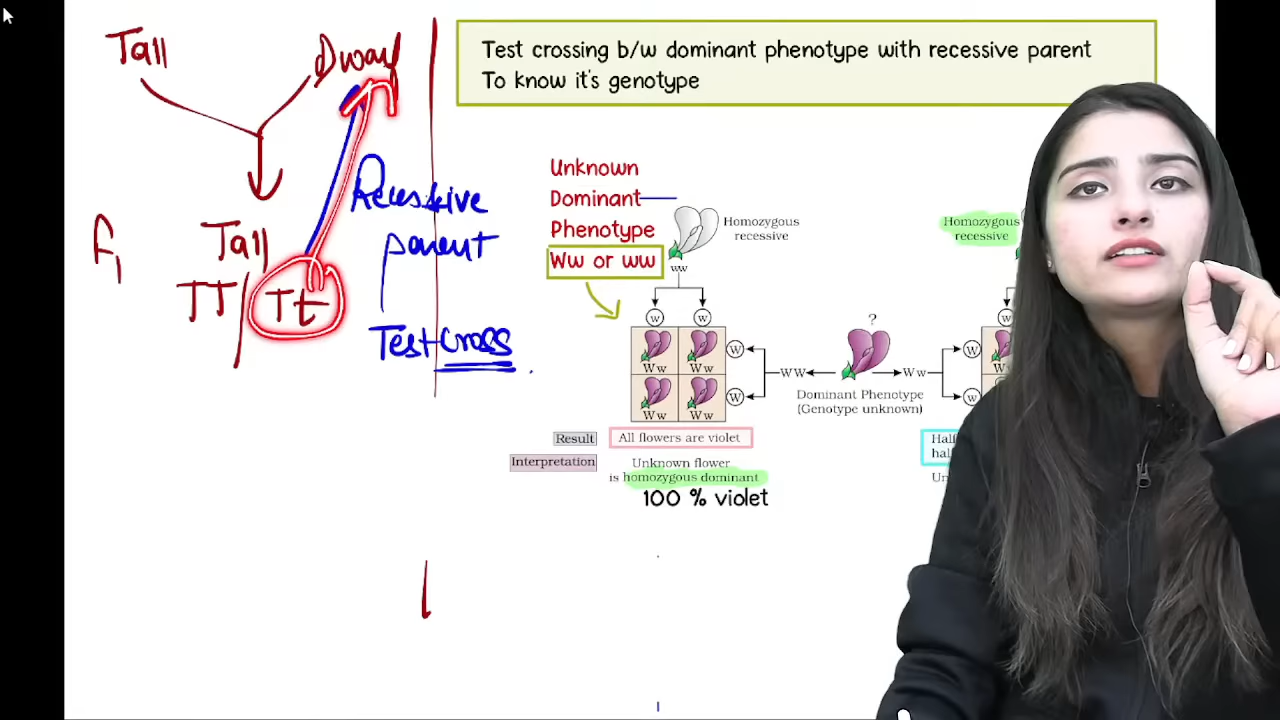 Tall
Dwarf
Recessive
parent
F1
Tall
TT/
Tt
Test cross
Test crossing b/w dominant phenotype with recessive parent
To know it's genotype
Unknown
Dominant
Phenotype
Ww or ww
Homozygous
recessive
ww
w w
Ww Ww
Ww Ww
W
W
WW
?
Ww
W
w
Dominant Phenotype
(Genotype unknown)
Homozygous
recessive
Result
All flowers are violet
Interpretation
Unknown flower
is homozygous dominant
100 % violet
Half